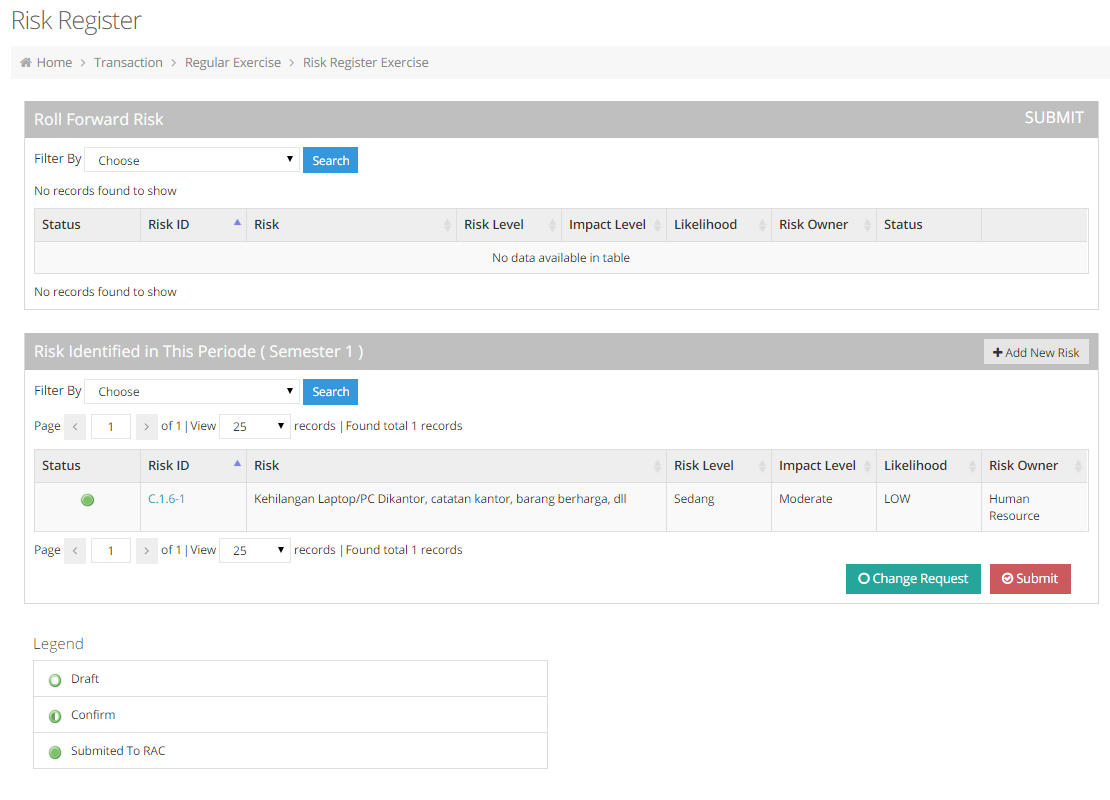 Risk Register
Home > Transaction > Regular Exercise > Risk Register Exercise
Roll Forward Risk SUBMIT
Filter By Choose Search
No records found to show
Status Risk ID Risk Risk Level Impact Level Likelihood Risk Owner Status
No data available in table
No records found to show
Risk Identified in This Periode ( Semester 1 ) Add New Risk
Filter By Choose Search
Page < 1 > of 1 | View 25 records | Found total 1 records
Status Risk ID Risk Risk Level Impact Level Likelihood Risk Owner
C.1.6-1 Kehilangan Laptop/PC Dikantor, catatan kantor, barang berharga, dll Sedang Moderate LOW Human
Resource
Page < 1 > of 1 | View 25 records | Found total 1 records
Change Request Submit
Legend
Draft
Confirm
Submited To RAC